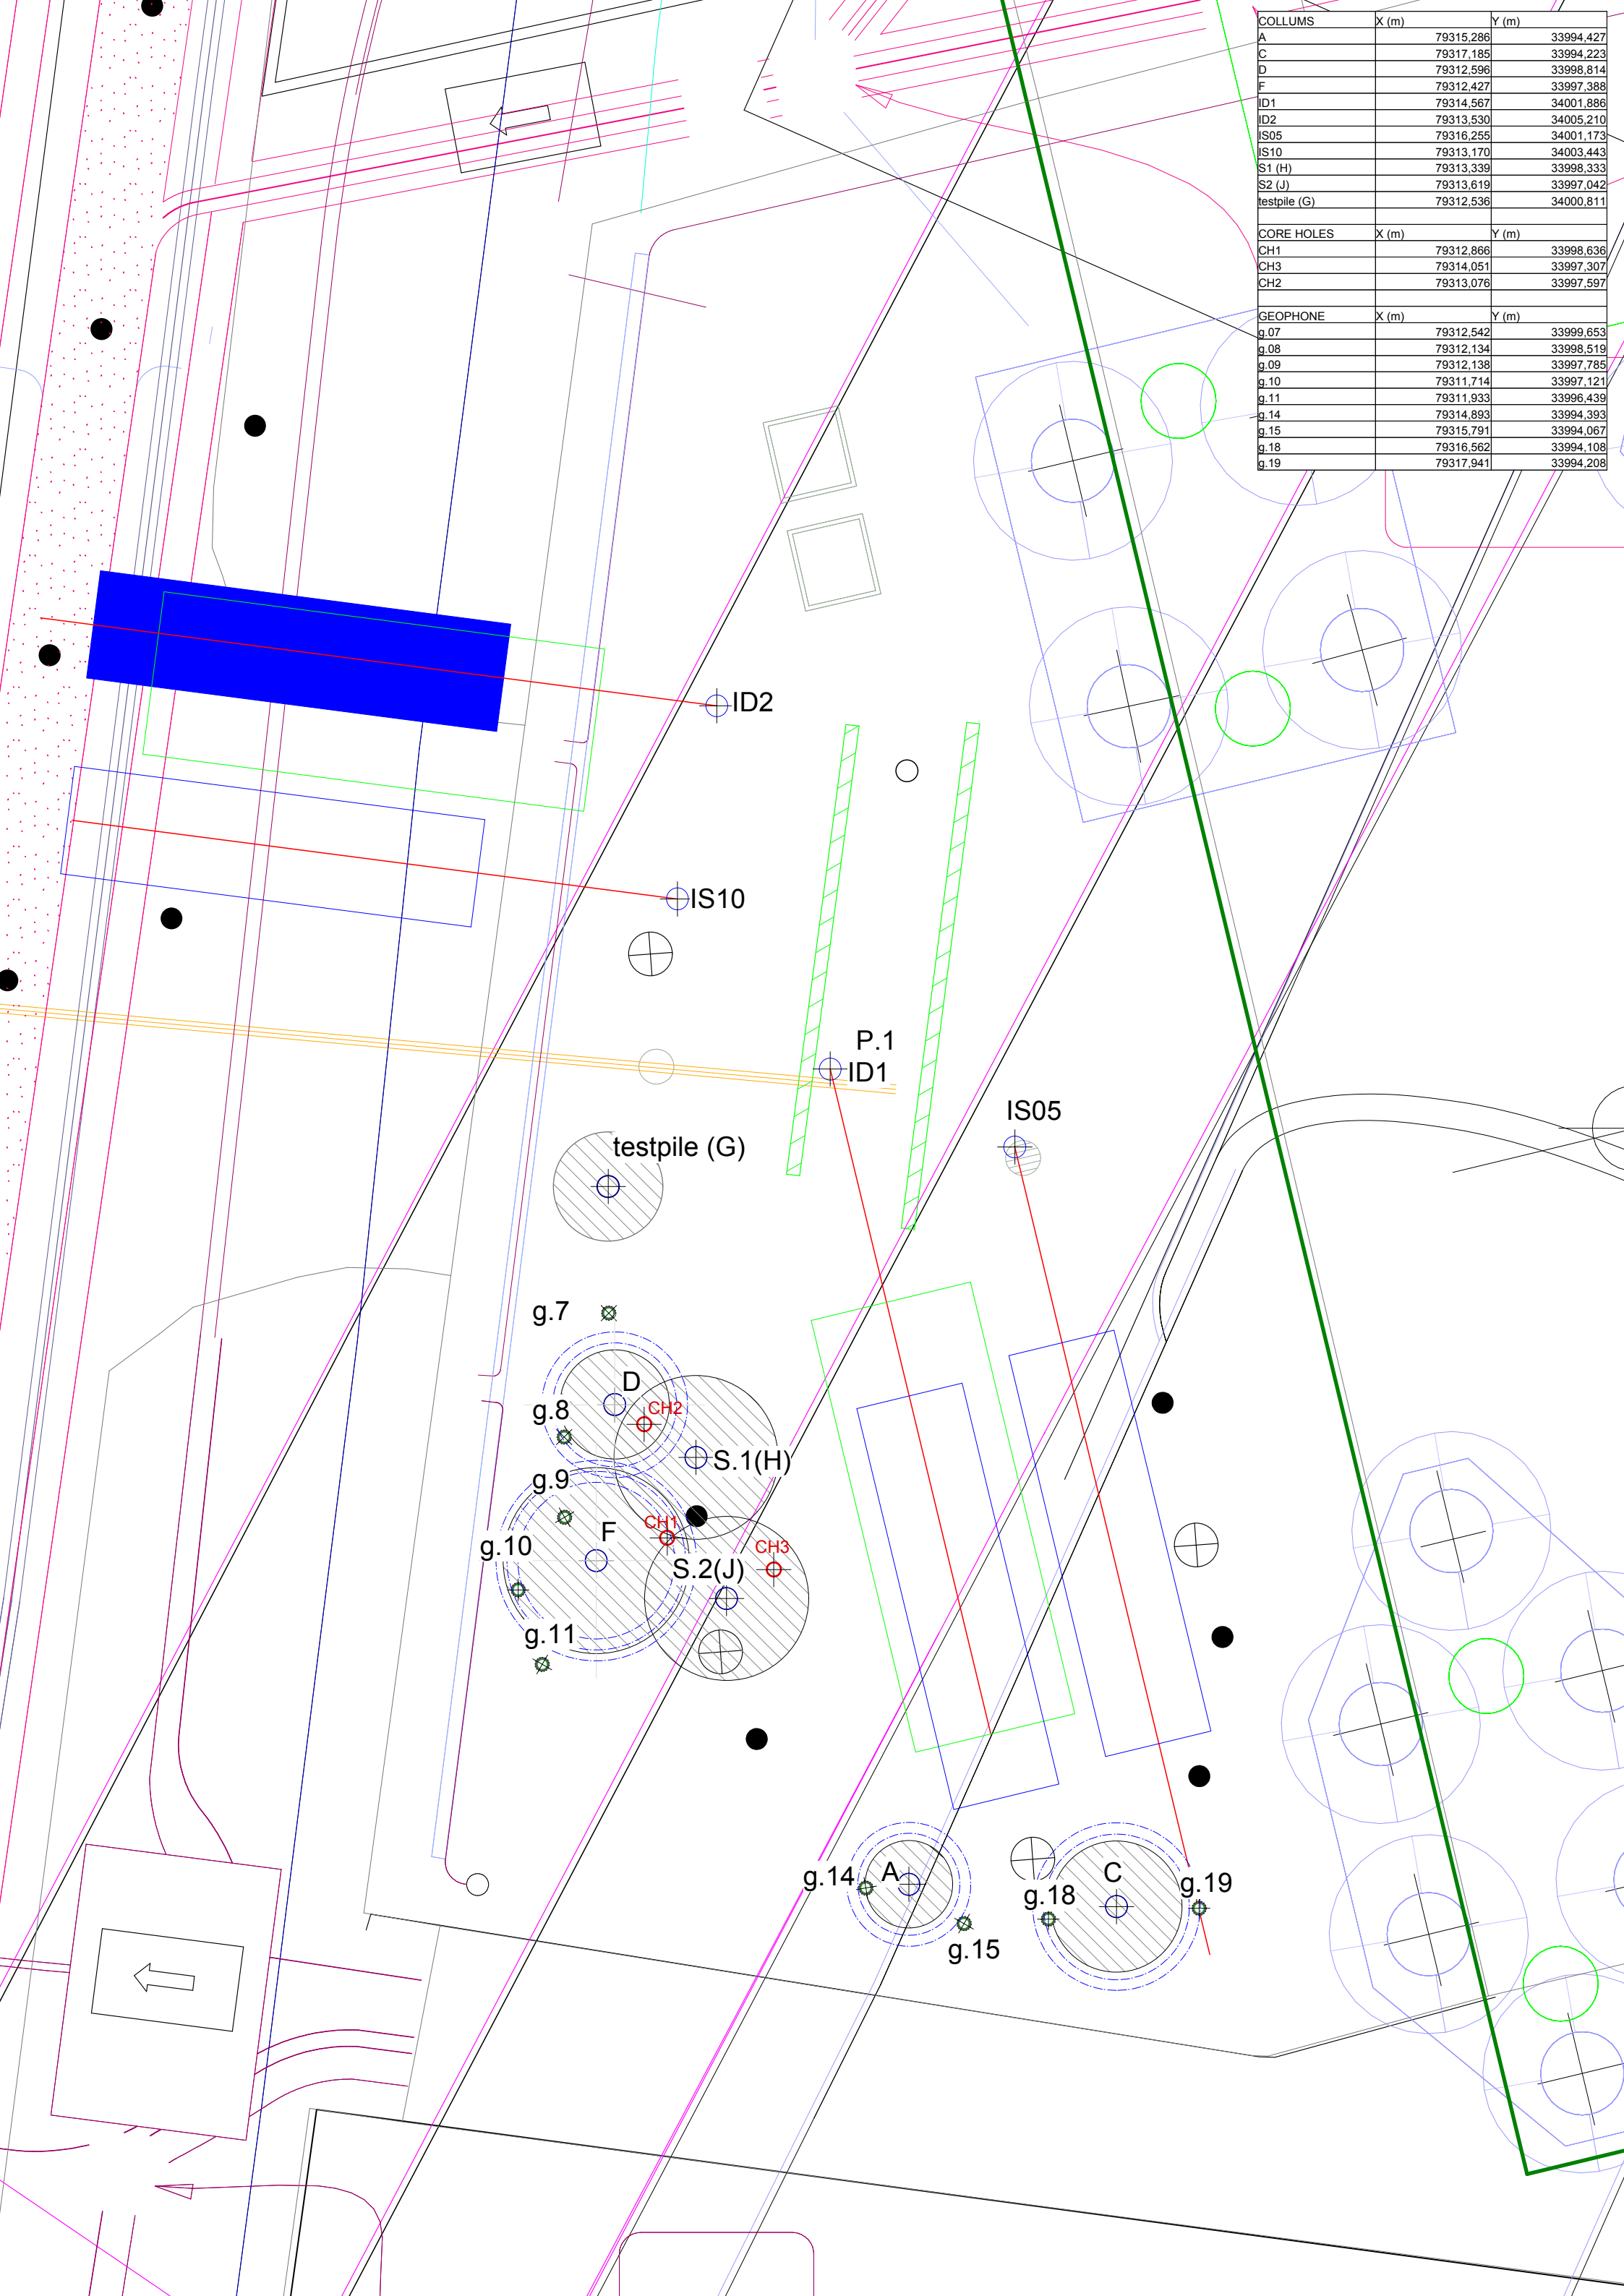 COLLUMS X (m) Y (m)
A 79315,286 33994,427
C 79317,185 33994,223
D 79312,596 33998,814
F 79312,427 33997,388
ID1 79314,567 34001,886
ID2 79313,530 34005,210
IS05 79316,255 34001,173
IS10 79313,170 34003,443
S1 (H) 79313,339 33998,333
S2 (J) 79313,619 33997,042
testpile (G) 79312,536 34000,811
CORE HOLES X (m) Y (m)
CH1 79312,866 33998,636
CH3 79314,051 33997,307
CH2 79313,076 33997,597
GEOPHONE X (m) Y (m)
g.07 79312,542 33999,653
g.08 79312,134 33998,519
g.09 79312,138 33997,785
g.10 79311,714 33997,121
g.11 79311,933 33996,439
g.14 79314,893 33994,393
g.15 79315,791 33994,067
g.18 79316,562 33994,108
g.19 79317,941 33994,208
ID2
IS10
P.1
ID1
IS05
testpile (G)
g.7
D
CH2
g.8
S.1(H)
g.9
CH1
F
g.10
CH3
S.2(J)
g.11
g.14
A
C
g.19
g.18
g.15